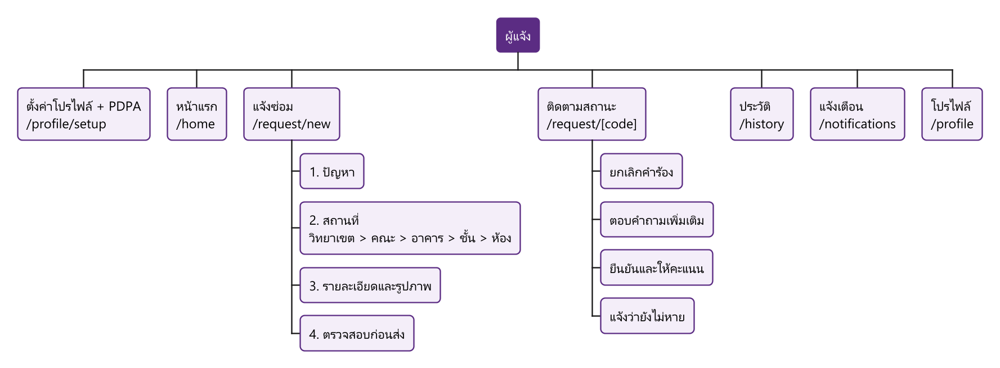 ผู้แจ้ง
ตั้งค่าโปรไฟล์ + PDPA
/profile/setup
หน้าแรก
/home
แจ้งซ่อม
/request/new
1. ปัญหา
2. สถานที่
วิทยาเขต > คณะ > อาคาร > ชั้น > ห้อง
3. รายละเอียดและรูปภาพ
4. ตรวจสอบก่อนส่ง
ติดตามสถานะ
/request/[code]
ยกเลิกคำร้อง
ตอบคำถามเพิ่มเติม
ยืนยันและให้คะแนน
แจ้งว่ายังไม่หาย
ประวัติ
/history
แจ้งเตือน
/notifications
โปรไฟล์
/profile